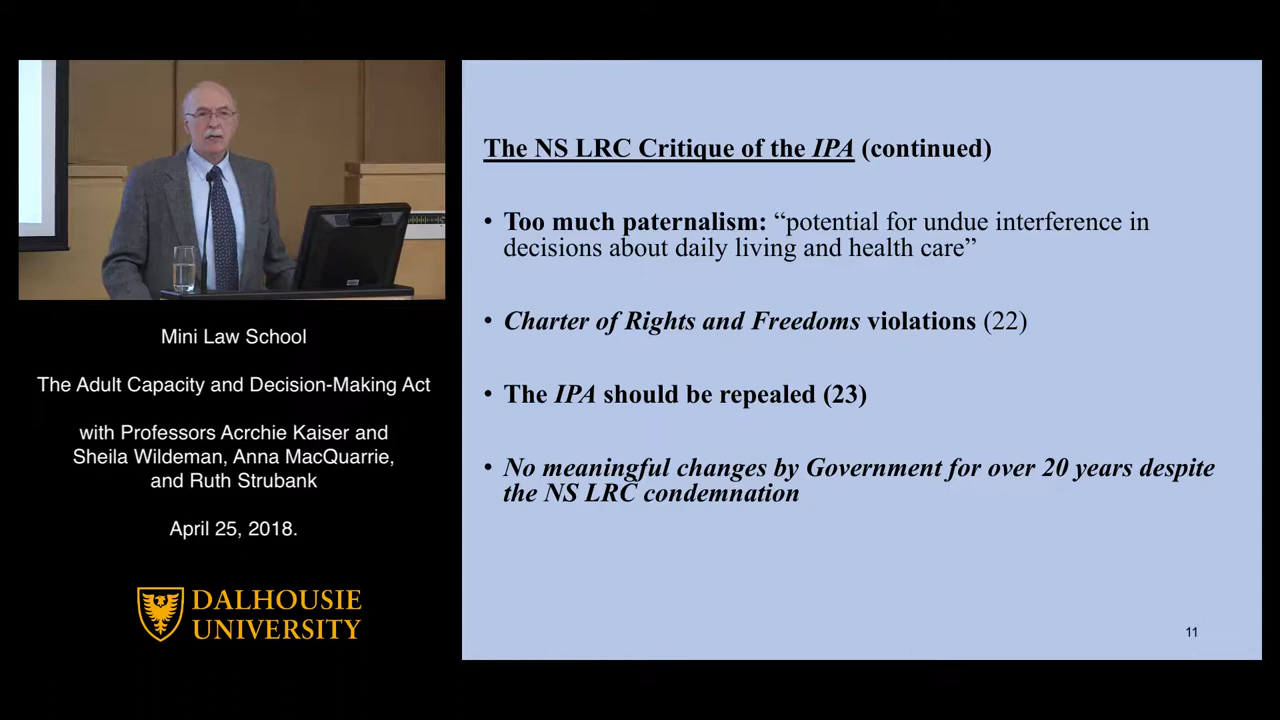 Mini Law School
The Adult Capacity and Decision-Making Act
with Professors Acrchie Kaiser and
Sheila Wildeman, Anna MacQuarrie,
and Ruth Strubank
April 25, 2018.
DALHOUSIE
UNIVERSITY
The NS LRC Critique of the IPA (continued)
• Too much paternalism: “potential for undue interference in
decisions about daily living and health care”
• Charter of Rights and Freedoms violations (22)
• The IPA should be repealed (23)
• No meaningful changes by Government for over 20 years despite
the NS LRC condemnation
11